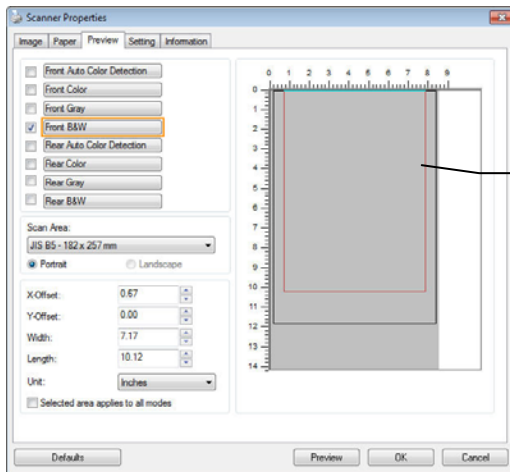 Scanner Properties
Image Paper Preview Setting Information
Front Auto Color Detection
Front Color
Front Gray
Front B&W
Rear Auto Color Detection
Rear Color
Rear Gray
Rear B&W
Scan Area:
JIS B5 - 182 x 257 mm
Portrait Landscape
X-Offset: 0.67
Y-Offset: 0.00
Width: 7.17
Length: 10.12
Unit: Inches
Selected area applies to all modes
0 1 2 3 4 5 6 7 8 9
0
1
2
3
4
5
6
7
8
9
10
11
12
13
14
Defaults Preview OK Cancel